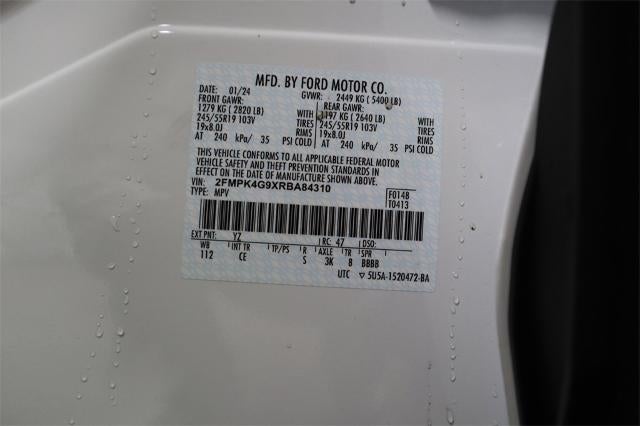 MFD. BY FORD MOTOR CO.
DATE: 01/24 GVWR: 2449 KG ( 5400 LB)
FRONT GAWR: REAR GAWR:
1279 KG ( 2820 LB) WITH 1197 KG ( 2640 LB) WITH
245/55R19 103V TIRES 245/55R19 103V TIRES
19x8.0J RIMS 19x8.0J RIMS
AT 240 kPa/ 35 PSI COLD AT 240 kPa/ 35 PSI COLD
THIS VEHICLE CONFORMS TO ALL APPLICABLE FEDERAL MOTOR
VEHICLE SAFETY AND THEFT PREVENTION STANDARDS IN
EFFECT ON THE DATE OF MANUFACTURE SHOWN ABOVE.
VIN: 2FMPK4G9XRBA84310 F0148
TYPE: MPV T0413
EXT PNT: YZ RC: 47 DSO:
WB INT TR TP/PS R AXLE TR SPR
112 CE S 3K B BBBB
UTC ▽ 5U5A-1520472-BA